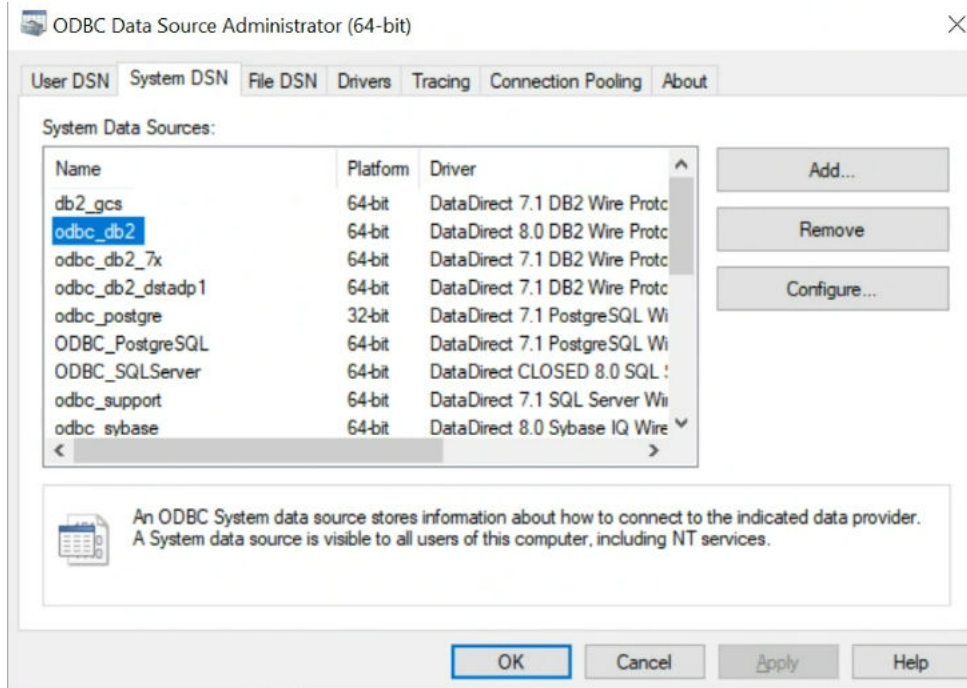 ODBC Data Source Administrator (64-bit)
User DSN System DSN File DSN Drivers Tracing Connection Pooling About
System Data Sources:
Name Platform Driver
db2_gcs 64-bit DataDirect 7.1 DB2 Wire Protc
odbc_db2 64-bit DataDirect 8.0 DB2 Wire Protc
odbc_db2_7x 64-bit DataDirect 7.1 DB2 Wire Protc
odbc_db2_dstadp1 64-bit DataDirect 7.1 DB2 Wire Protc
odbc_postgre 32-bit DataDirect 7.1 PostgreSQL Wi
ODBC_PostgreSQL 64-bit DataDirect 7.1 PostgreSQL Wi
ODBC_SQLServer 64-bit DataDirect CLOSED 8.0 SQL
odbc_support 64-bit DataDirect 7.1 SQL Server Wi
odbc_sybase 64-bit DataDirect 8.0 Sybase IQ Wire
Add...
Remove
Configure...
An ODBC System data source stores information about how to connect to the indicated data provider.
A System data source is visible to all users of this computer, including NT services.
OK Cancel Apply Help